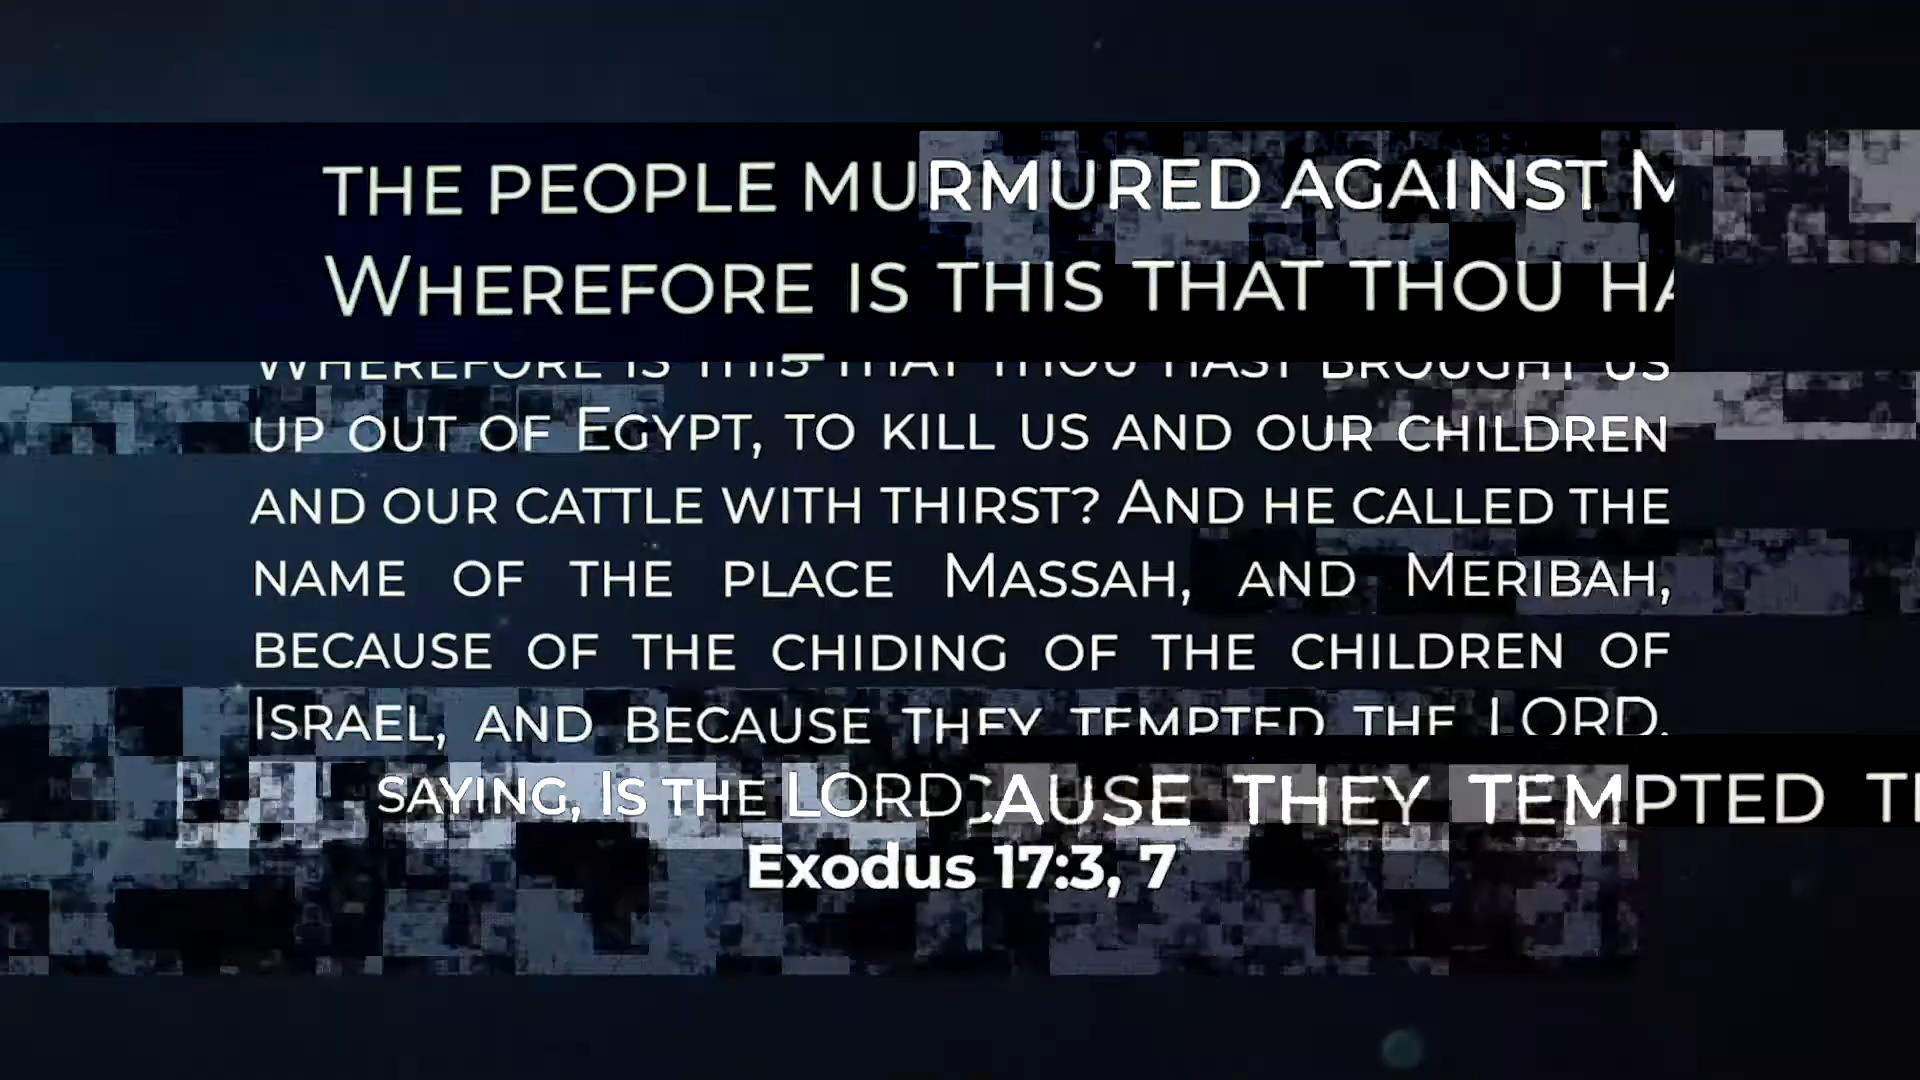 THE PEOPLE MURMURED AGAINST
WHEREFORE IS THIS THAT THOU
WHEREFORE IS THIS THAT THOU HAST BROUGHT US
UP OUT OF EGYPT, TO KILL US AND OUR CHILDREN
AND OUR CATTLE WITH THIRST? AND HE CALLED THE
NAME OF THE PLACE MASSAH, AND MERIBAH,
BECAUSE OF THE CHIDING OF THE CHILDREN OF
ISRAEL, AND BECAUSE THEY TEMPTED THE LORD,
SAYING, IS THE LORD CAUSE THEY TEMPTED
Exodus 17:3, 7